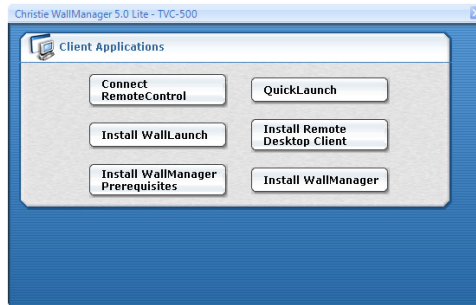 Christie WallManager 5.0 Lite - TVC-500
Client Applications
Connect
RemoteControl
QuickLaunch
Install WallLaunch
Install Remote
Desktop Client
Install WallManager
Prerequisites
Install WallManager